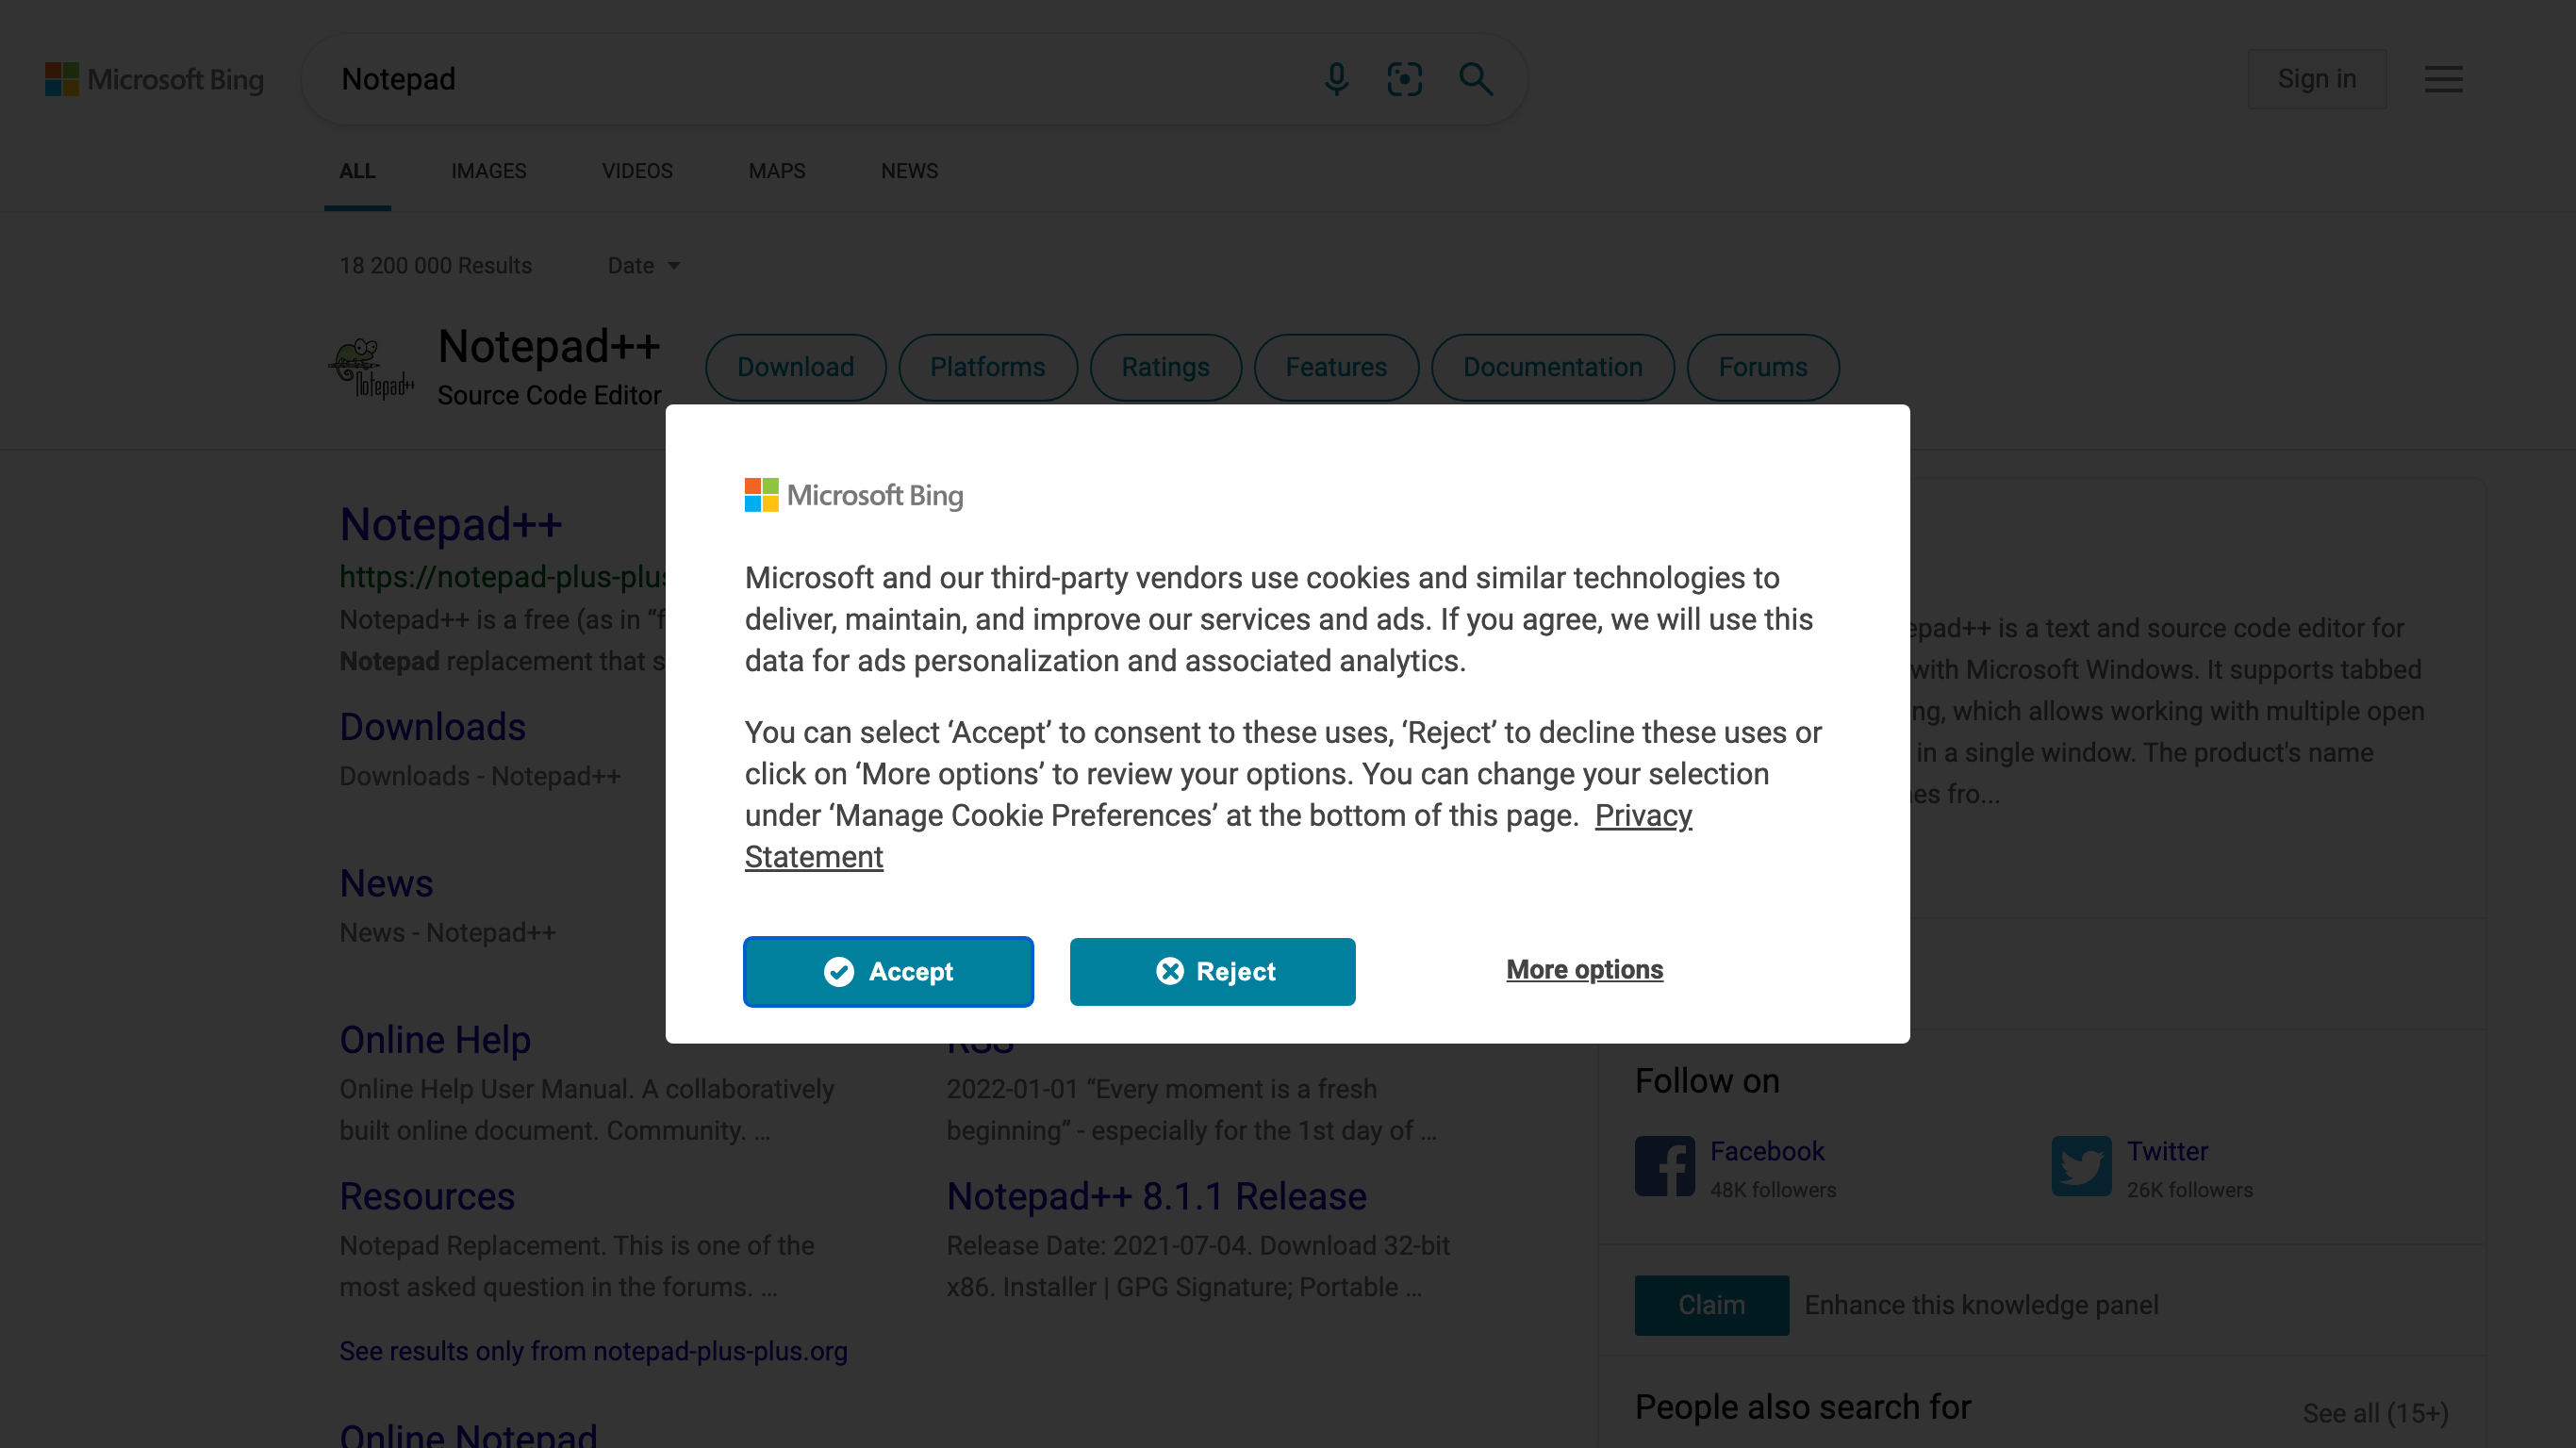 Microsoft Bing
Notepad
Sign in
ALL IMAGES VIDEOS MAPS NEWS
18 200 000 Results Date
Notepad++
Source Code Editor
Download Platforms Ratings Features Documentation Forums
Notepad++
Notepad++
https://notepad-plus-plus
Notepad++ is a free (as in “f
Notepad replacement that s
Downloads
Downloads - Notepad++
News
News - Notepad++
Online Help
Online Help User Manual. A collaboratively
built online document. Community. ...
Resources
Notepad Replacement. This is one of the
most asked question in the forums. ...
See results only from notepad-plus-plus.org
Online Notepad
Microsoft Bing
Microsoft and our third-party vendors use cookies and similar technologies to
deliver, maintain, and improve our services and ads. If you agree, we will use this
data for ads personalization and associated analytics.
You can select ‘Accept’ to consent to these uses, ‘Reject’ to decline these uses or
click on ‘More options’ to review your options. You can change your selection
under ‘Manage Cookie Preferences’ at the bottom of this page. Privacy
Statement
Accept Reject More options
RSS
2022-01-01 “Every moment is a fresh
beginning” - especially for the 1st day of ...
Notepad++ 8.1.1 Release
Release Date: 2021-07-04. Download 32-bit
x86. Installer | GPG Signature; Portable ...
epad++ is a text and source code editor for
with Microsoft Windows. It supports tabbed
ng, which allows working with multiple open
in a single window. The product's name
es fro...
Follow on
Facebook
48K followers
Twitter
26K followers
Claim Enhance this knowledge panel
People also search for See all (15+)